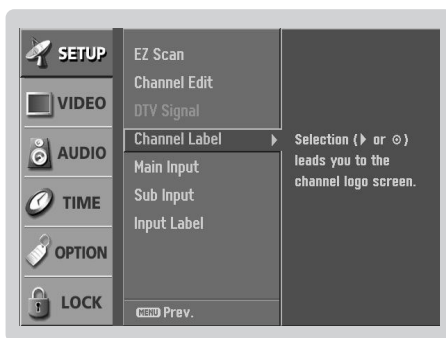 SETUP
VIDEO
AUDIO
TIME
OPTION
LOCK
EZ Scan
Channel Edit
DTV Signal
Channel Label
Main Input
Sub Input
Input Label
MENU Prev.
Selection (▶ or ⊙)
leads you to the
channel logo screen.